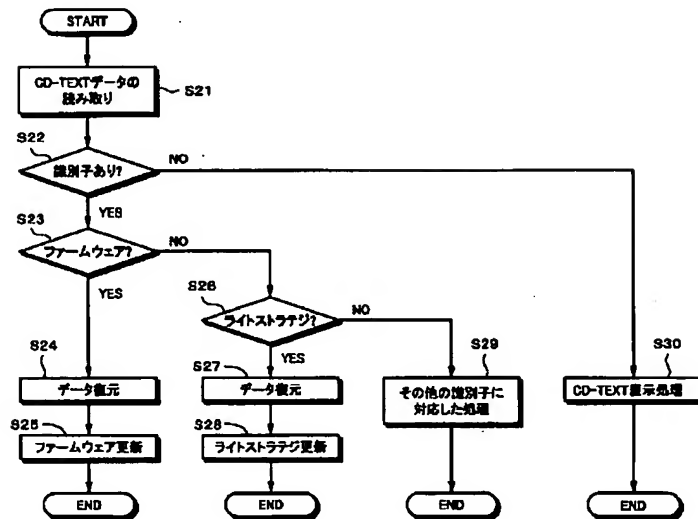 START
CD-TEXTデータの
読み取り
S21
S22
識別子あり?
NO
YES
S23
ファームウェア?
NO
YES
S26
ライトストラテジ?
NO
YES
S24
データ復元
S27
データ復元
S29
その他の識別子に
対応した処理
S30
CD-TEXT表示処理
S25
ファームウェア更新
S28
ライトストラテジ更新
END
END
END
END